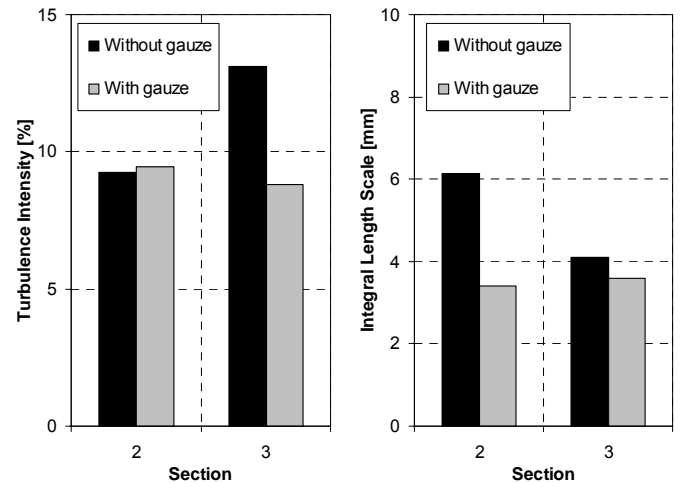 Turbulence Intensity [%]
15
10
5
0
Without gauze
With gauze
2
3
Section
Integral Length Scale [mm]
10
8
6
4
2
0
Without gauze
With gauze
2
3
Section